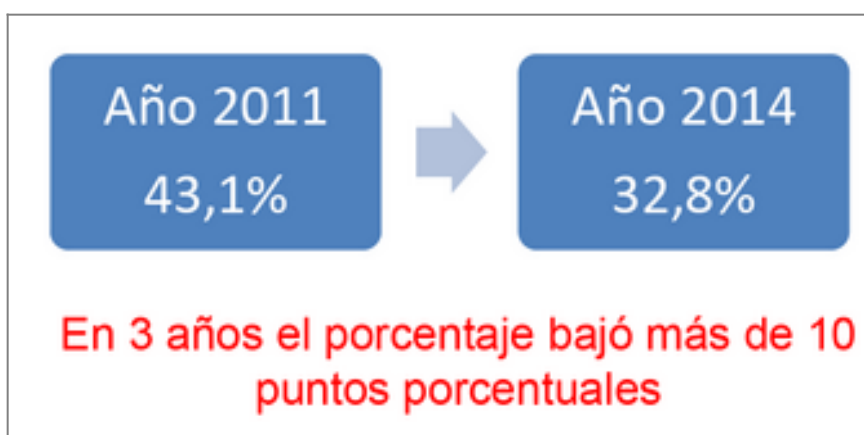 Año 2011
43,1%
Año 2014
32,8%
En 3 años el porcentaje bajó más de 10
puntos porcentuales